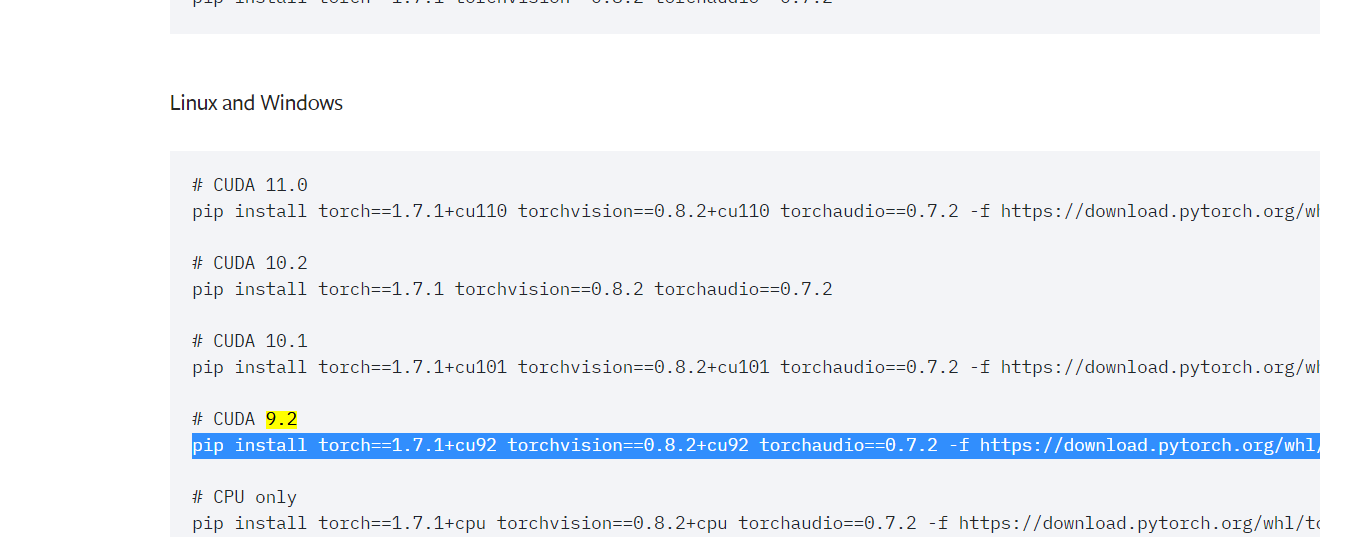 pip install torch==1.7.1 torchvision==0.8.2 torchaudio==0.7.2
Linux and Windows
# CUDA 11.0
pip install torch==1.7.1+cu110 torchvision==0.8.2+cu110 torchaudio==0.7.2 -f https://download.pytorch.org/wh
# CUDA 10.2
pip install torch==1.7.1 torchvision==0.8.2 torchaudio==0.7.2
# CUDA 10.1
pip install torch==1.7.1+cu101 torchvision==0.8.2+cu101 torchaudio==0.7.2 -f https://download.pytorch.org/wh
# CUDA 9.2
pip install torch==1.7.1+cu92 torchvision==0.8.2+cu92 torchaudio==0.7.2 -f https://download.pytorch.org/whl/
# CPU only
pip install torch==1.7.1+cpu torchvision==0.8.2+cpu torchaudio==0.7.2 -f https://download.pytorch.org/whl/to